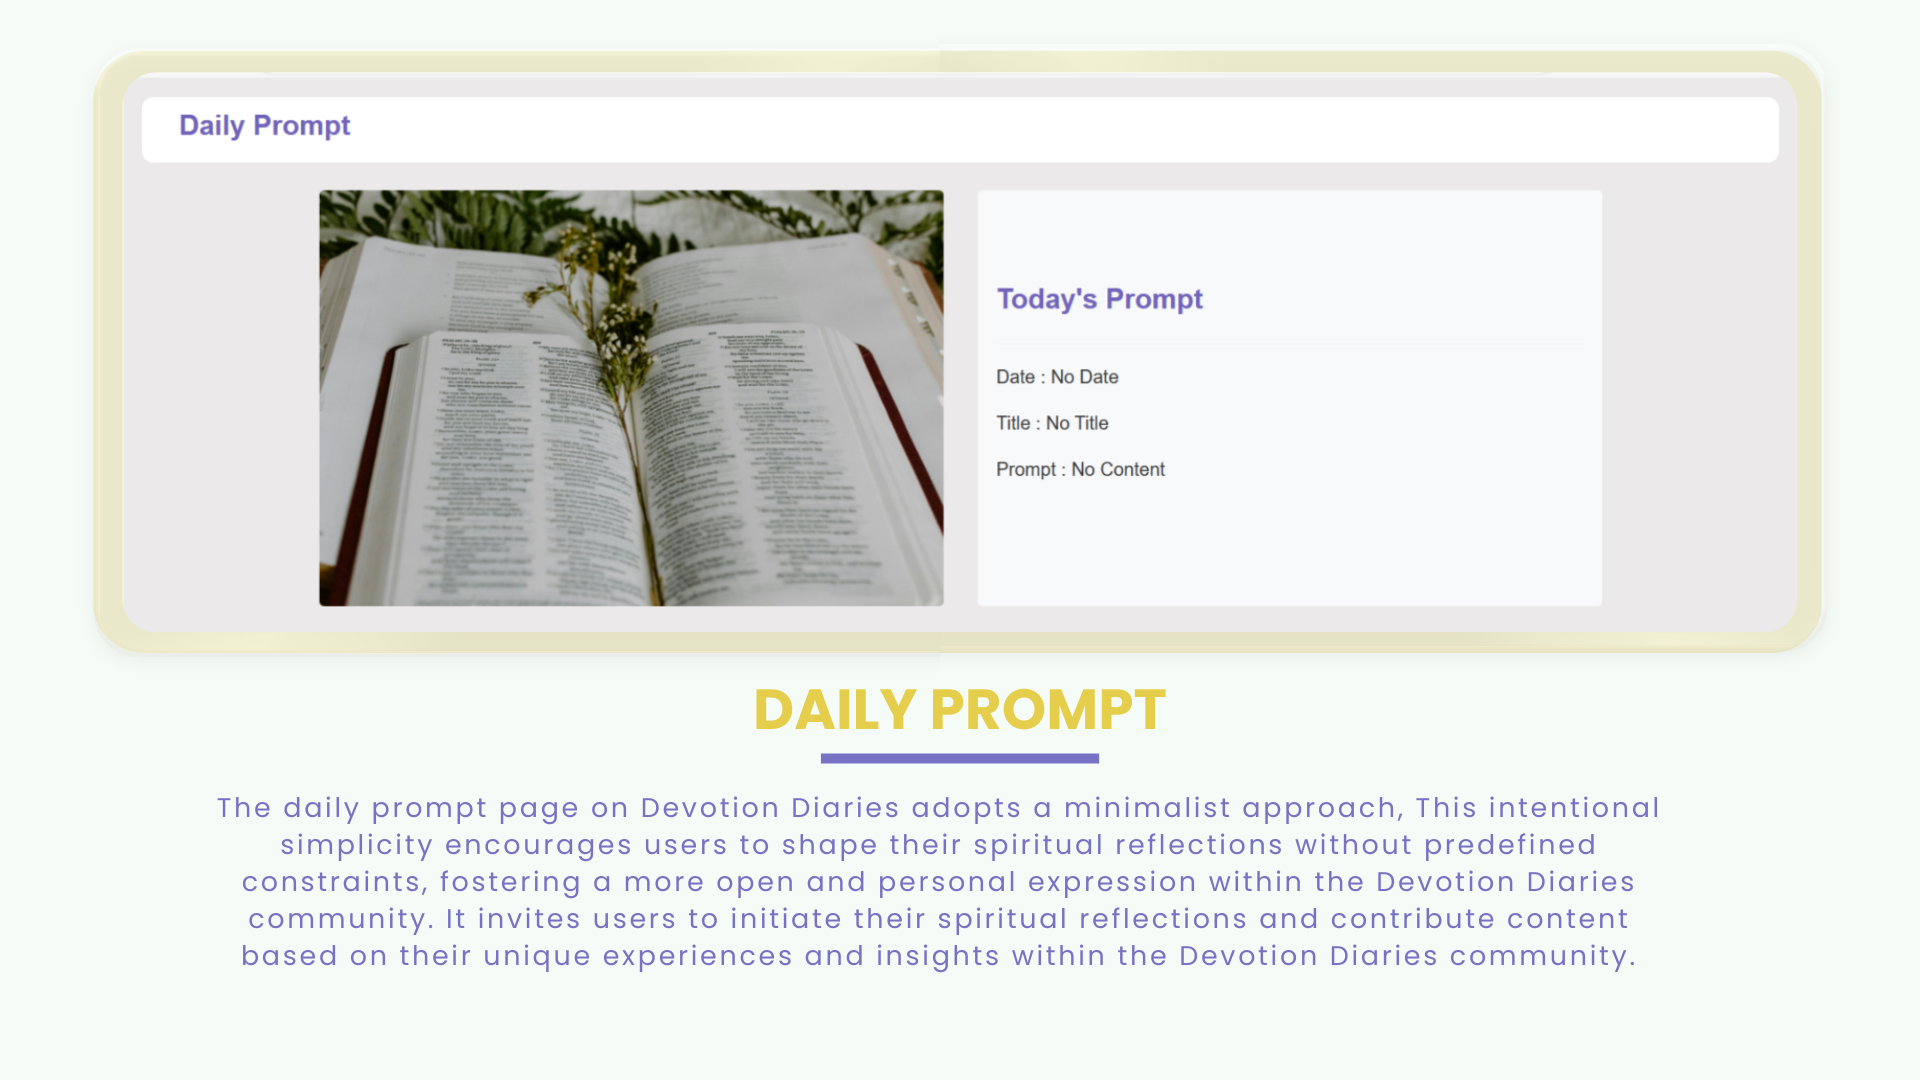 Daily Prompt
Today's Prompt
Date : No Date
Title : No Title
Prompt : No Content
DAILY PROMPT
The daily prompt page on Devotion Diaries adopts a minimalist approach, This intentional
simplicity encourages users to shape their spiritual reflections without predefined
constraints, fostering a more open and personal expression within the Devotion Diaries
community. It invites users to initiate their spiritual reflections and contribute content
based on their unique experiences and insights within the Devotion Diaries community.